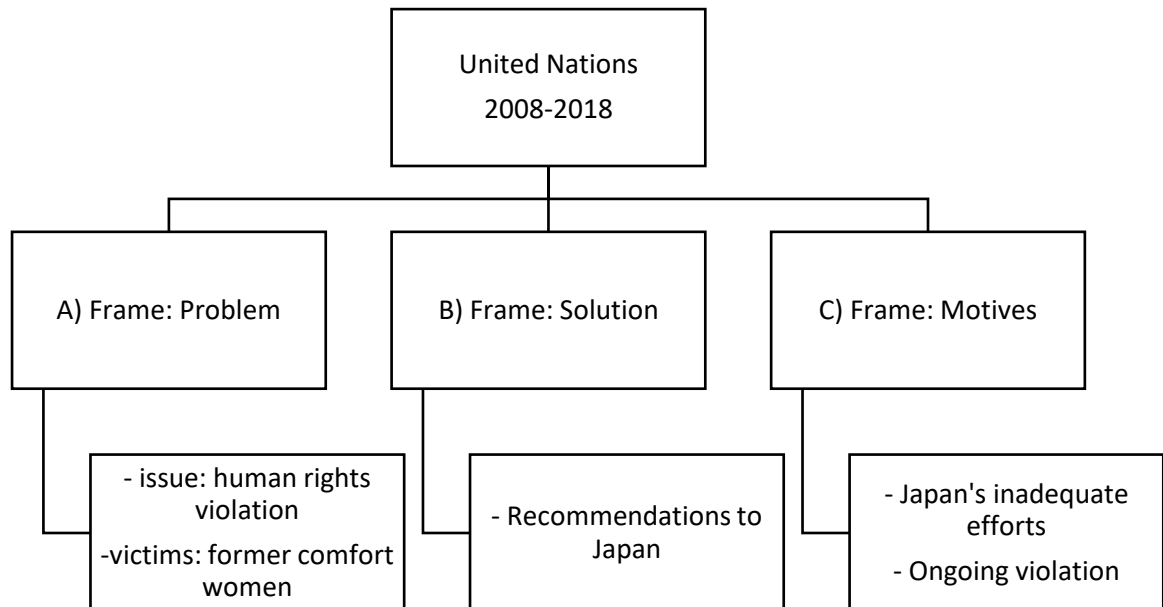 United Nations
2008-2018
A) Frame: Problem
B) Frame: Solution
C) Frame: Motives
- issue: human rights
violation
-victims: former comfort
women
- Recommendations to
Japan
- Japan's inadequate
efforts
- Ongoing violation